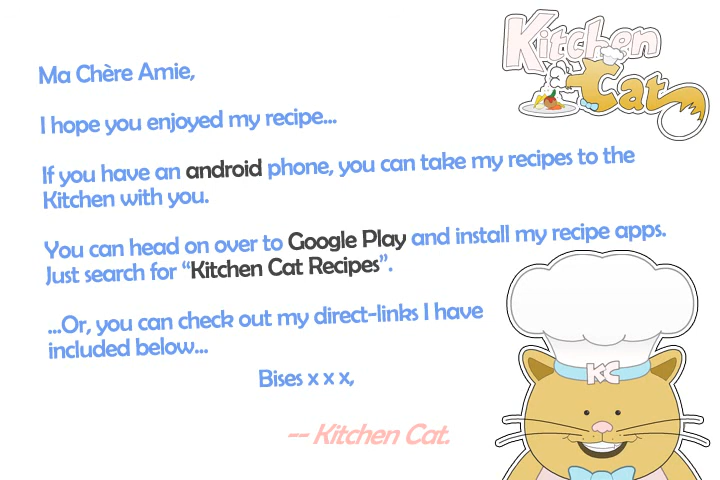 Kitchen
Cat
Ma Chère Amie,
I hope you enjoyed my recipe...
If you have an android phone, you can take my recipes to the
Kitchen with you.
You can head on over to Google Play and install my recipe apps.
Just search for “Kitchen Cat Recipes”.
...Or, you can check out my direct-links I have
included below...
Bises x x x,
-- Kitchen Cat.
KC